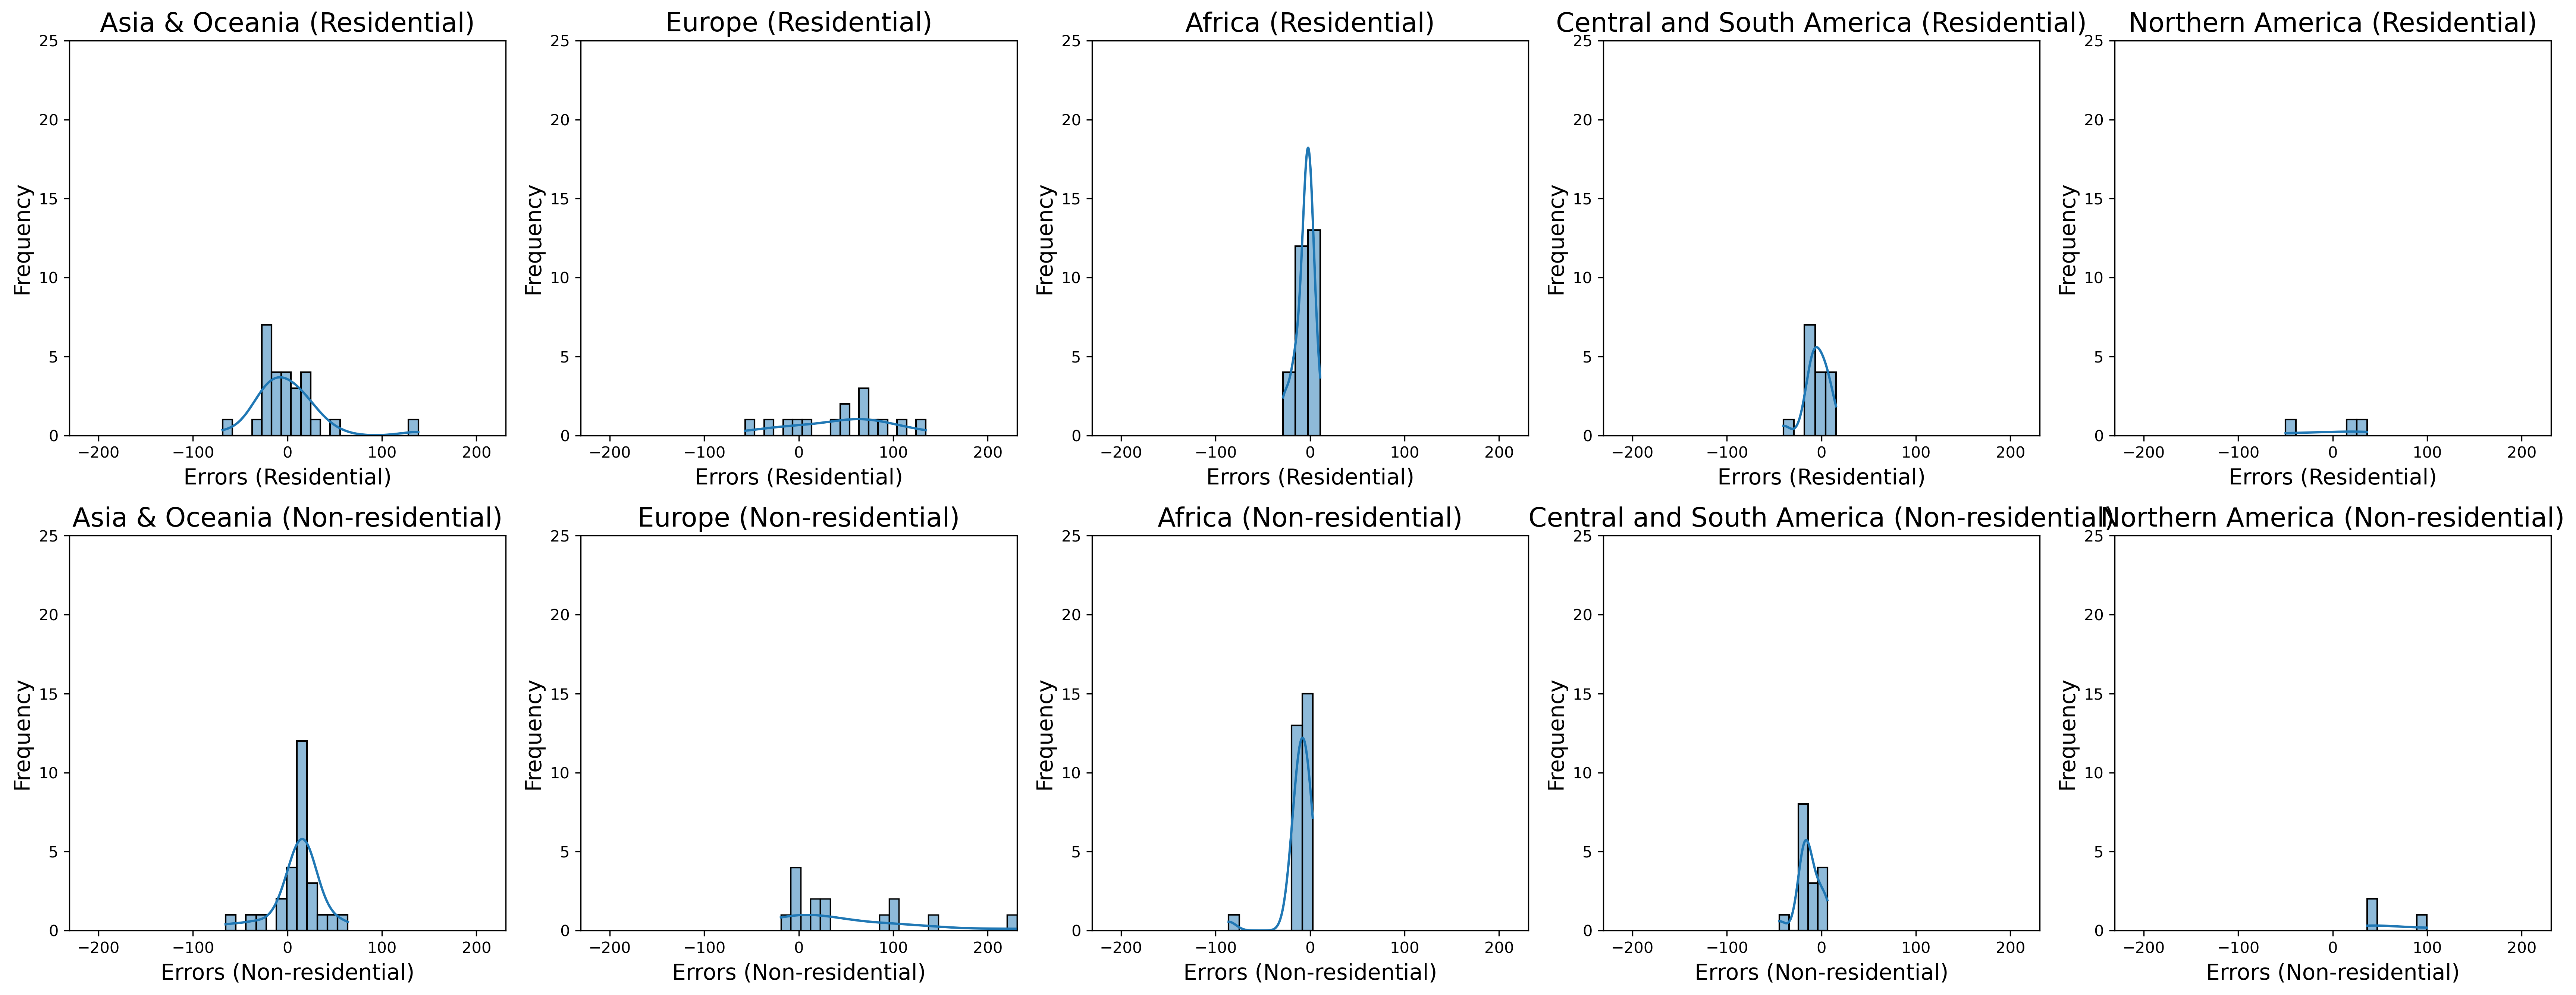 Asia & Oceania (Residential)
25
20
15
10
5
0
Frequency
−200 −100 0 100 200
Errors (Residential)
Europe (Residential)
25
20
15
10
5
0
Frequency
−200 −100 0 100 200
Errors (Residential)
Africa (Residential)
25
20
15
10
5
0
Frequency
−200 −100 0 100 200
Errors (Residential)
Central and South America (Residential)
25
20
15
10
5
0
Frequency
−200 −100 0 100 200
Errors (Residential)
Northern America (Residential)
25
20
15
10
5
0
Frequency
−200 −100 0 100 200
Errors (Residential)
Asia & Oceania (Non-residential)
25
20
15
10
5
0
Frequency
−200 −100 0 100 200
Errors (Non-residential)
Europe (Non-residential)
25
20
15
10
5
0
Frequency
−200 −100 0 100 200
Errors (Non-residential)
Africa (Non-residential)
25
20
15
10
5
0
Frequency
−200 −100 0 100 200
Errors (Non-residential)
Central and South America (Non-residential)
25
20
15
10
5
0
Frequency
−200 −100 0 100 200
Errors (Non-residential)
Northern America (Non-residential)
25
20
15
10
5
0
Frequency
−200 −100 0 100 200
Errors (Non-residential)